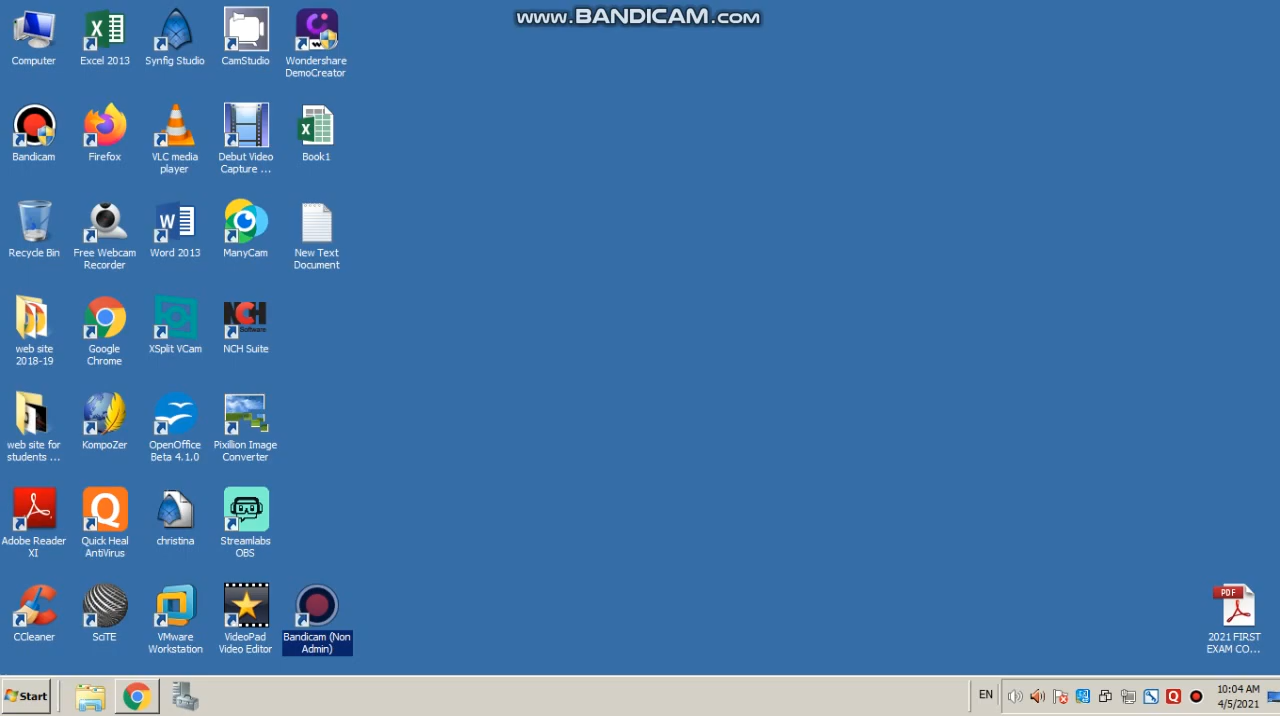 WWW.BANDICAM.COM
Computer
Excel 2013
Synfig Studio
CamStudio
Wondershare
DemoCreator
Bandicam
Firefox
VLC media
player
Debut Video
Capture ...
Book1
Recycle Bin
Free Webcam
Recorder
Word 2013
ManyCam
New Text
Document
web site
2018-19
Google
Chrome
XSplit VCam
NCH
Software
NCH Suite
web site for
students ...
KompoZer
OpenOffice
Beta 4.1.0
Pixillion Image
Converter
Adobe Reader
XI
Quick Heal
AntiVirus
christina
Streamlabs
OBS
CCleaner
SciTE
VMware
Workstation
VideoPad
Video Editor
Bandicam (Non
Admin)
PDF
2021 FIRST
EXAM CO...
Start
EN
10:04 AM
4/5/2021